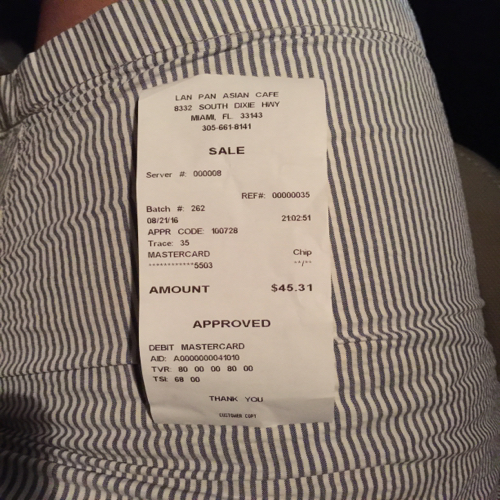 LAN PAN ASIAN CAFE
8332 SOUTH DIXIE HWY
MIAMI, FL 33143
305-661-8141
SALE
Server #: 000008
REF#: 00000035
Batch #: 262
08/21/16 21:02:51
APPR CODE: 100728
Trace: 35
MASTERCARD Chip
************5503 **/**
AMOUNT $45.31
APPROVED
DEBIT MASTERCARD
AID: A0000000041010
TVR: 80 00 00 80 00
TSI: 68 00
THANK YOU
CUSTOMER COPY